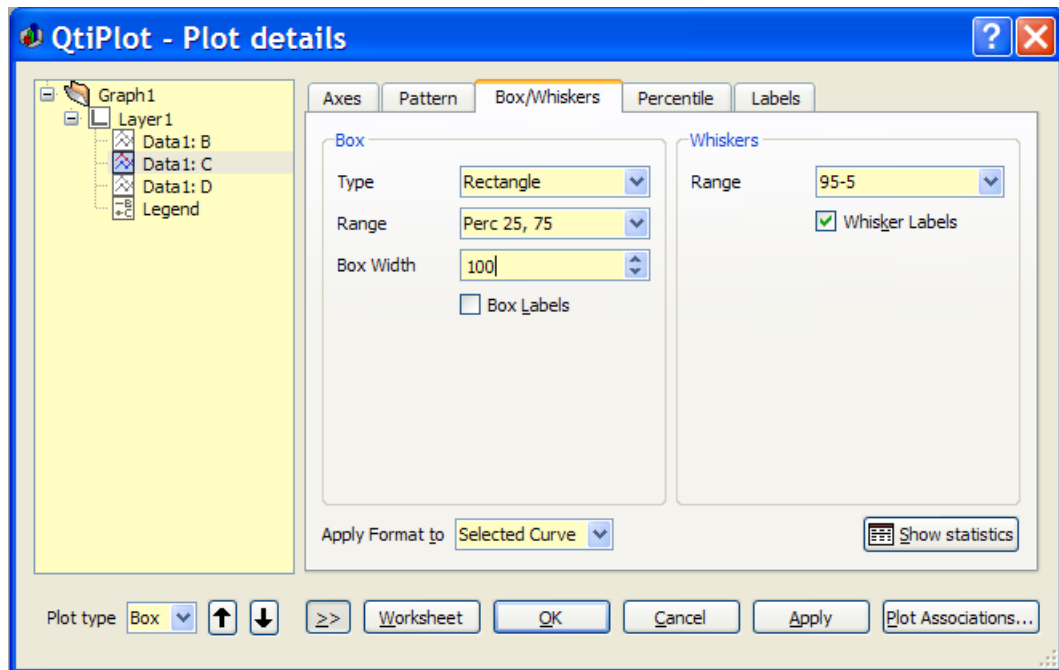 QtiPlot - Plot details
Graph1
Layer1
Data1: B
Data1: C
Data1: D
Legend
Axes Pattern Box/Whiskers Percentile Labels
Box
Type Rectangle
Range Perc 25, 75
Box Width 100
Box Labels
Whiskers
Range 95-5
Whisker Labels
Apply Format to Selected Curve Show statistics
Plot type Box >> Worksheet OK Cancel Apply Plot Associations...